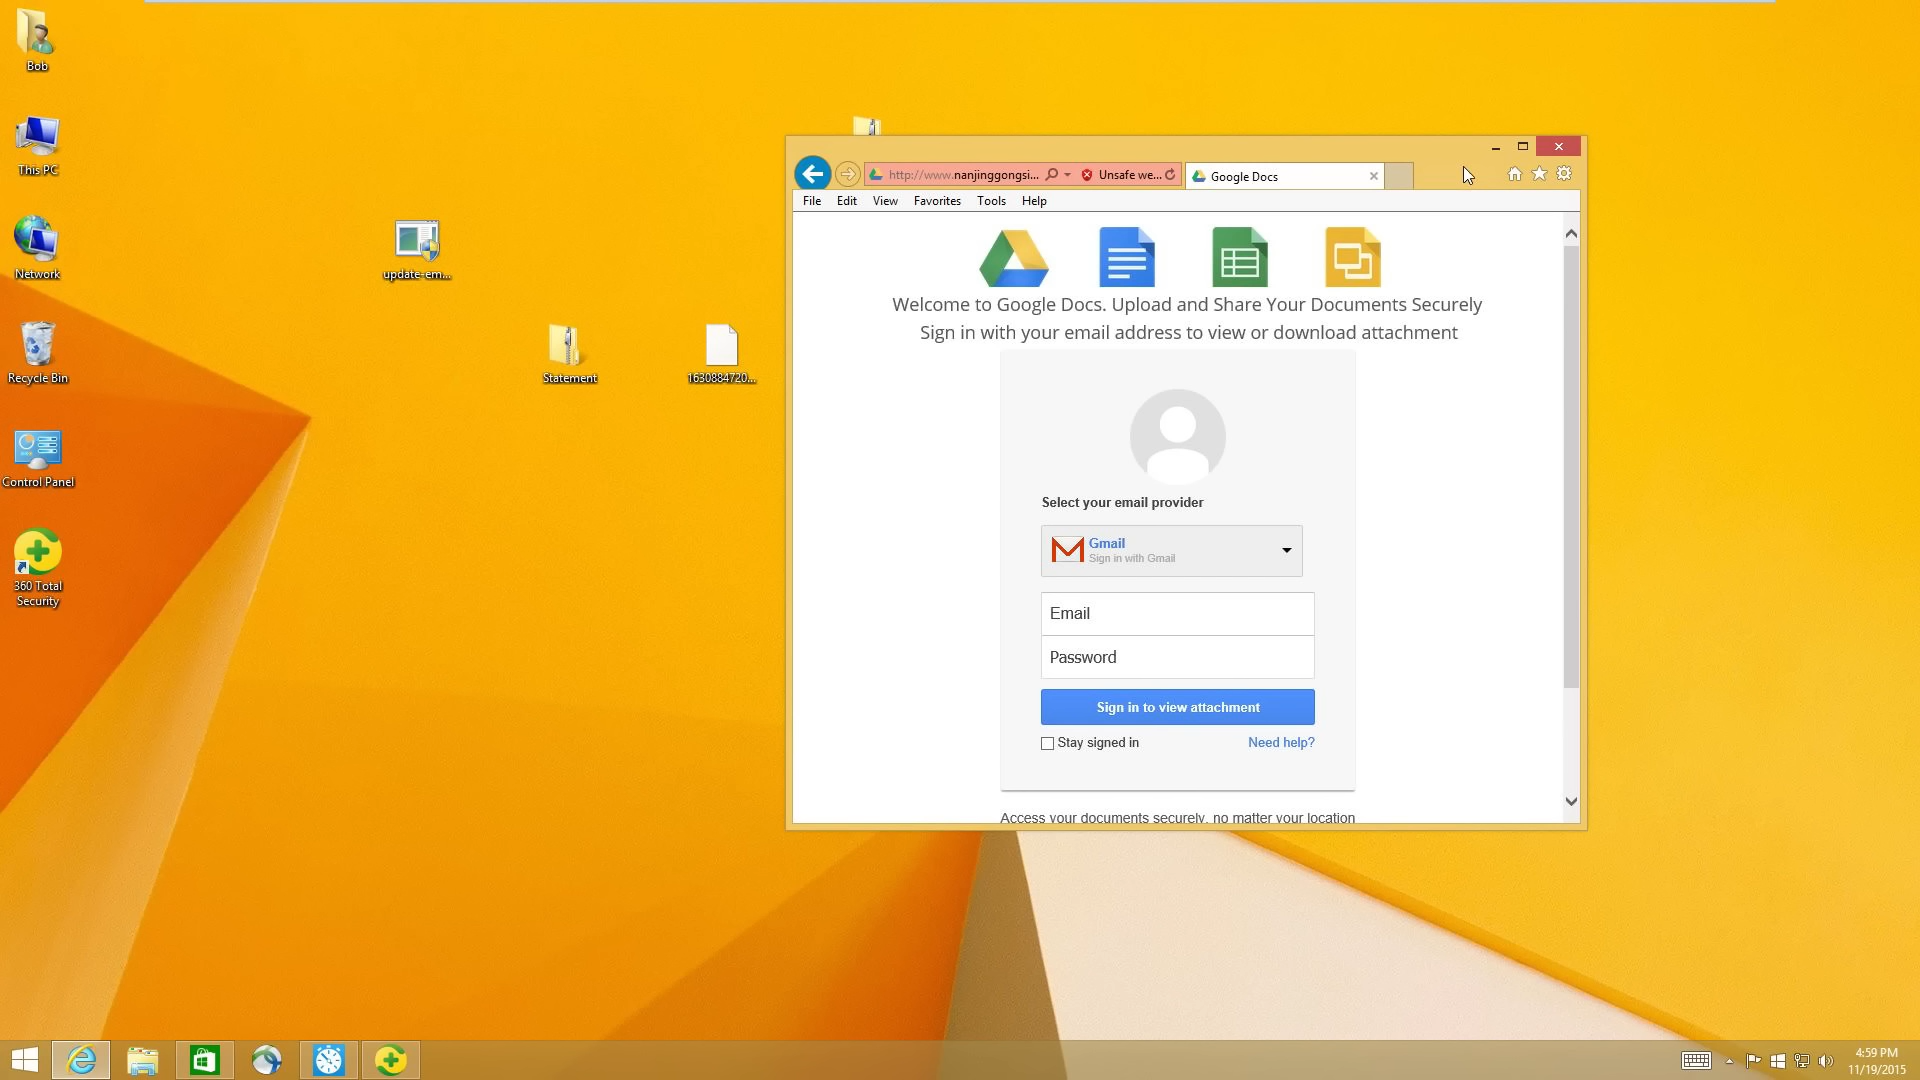 Bob
This PC
Network
Recycle Bin
Control Panel
360 Total
Security
update-em...
Statement
1630884720...
http://www.nanjinggongsi...
Unsafe we...
Google Docs
File Edit View Favorites Tools Help
Welcome to Google Docs. Upload and Share Your Documents Securely
Sign in with your email address to view or download attachment
Select your email provider
Gmail
Sign in with Gmail
Email
Password
Sign in to view attachment
Stay signed in
Need help?
Access your documents securely, no matter your location
4:59 PM
11/19/2015